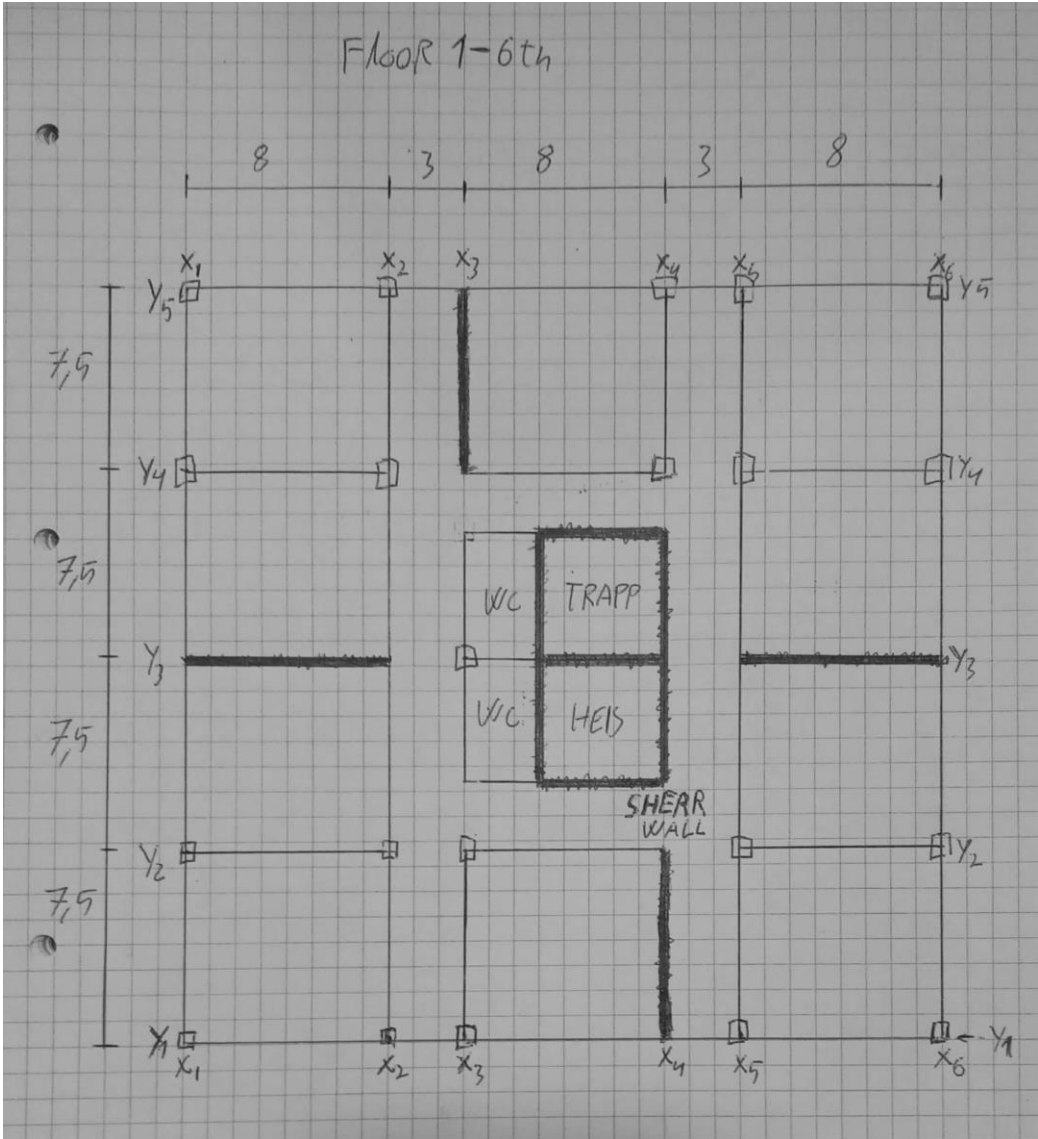 FlooR 1-6th
8 3 8 3 8
X1 X2 X3 X4 X5 X6
Y5 Y5
7,5
Y4 Y4
7,5
WC TRAPP
Y3 Y3
7,5
WC HEIS
SHEAR
WALL
Y2 Y2
7,5
Y1 ← Y1
X1 X2 X3 X4 X5 X6